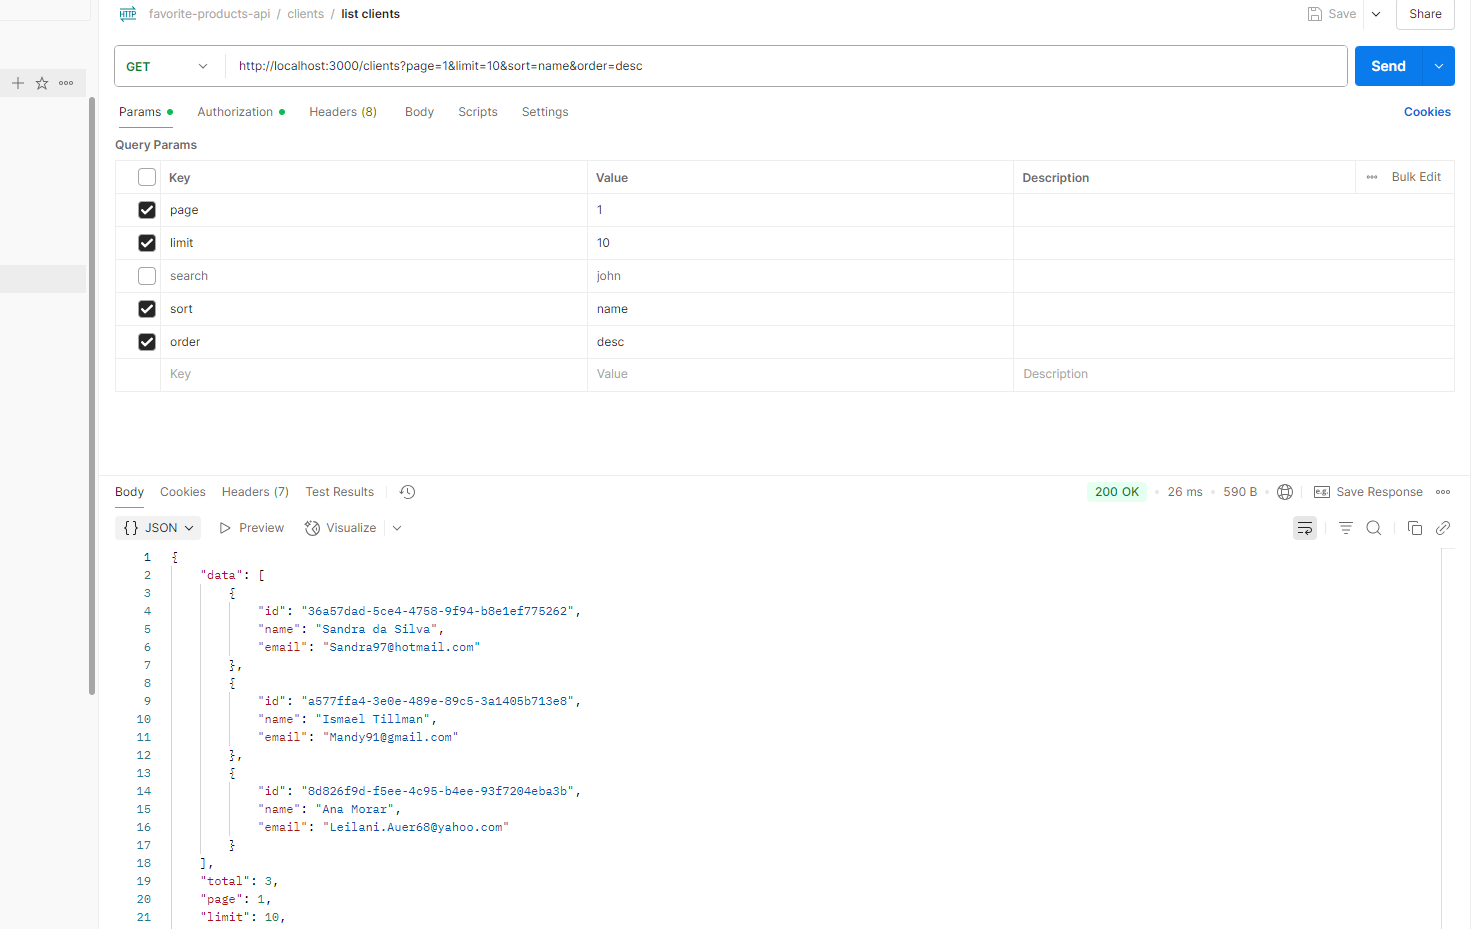 HTTP favorite-products-api / clients / list clients Save Share
GET http://localhost:3000/clients?page=1&limit=10&sort=name&order=desc Send
Params Authorization Headers (8) Body Scripts Settings Cookies
Query Params
Key Value Description Bulk Edit
page 1
limit 10
search john
sort name
order desc
Key Value Description
Body Cookies Headers (7) Test Results 200 OK 26 ms 590 B e.g. Save Response
{} JSON Preview Visualize
1 {
2 "data": [
3 {
4 "id": "36a57dad-5ce4-4758-9f94-b8e1ef775262",
5 "name": "Sandra da Silva",
6 "email": "Sandra97@hotmail.com"
7 },
8 {
9 "id": "a577ffa4-3e0e-489e-89c5-3a1405b713e8",
10 "name": "Ismael Tillman",
11 "email": "Mandy91@gmail.com"
12 },
13 {
14 "id": "8d826f9d-f5ee-4c95-b4ee-93f7204eba3b",
15 "name": "Ana Morar",
16 "email": "Leilani.Auer68@yahoo.com"
17 }
18 ],
19 "total": 3,
20 "page": 1,
21 "limit": 10,